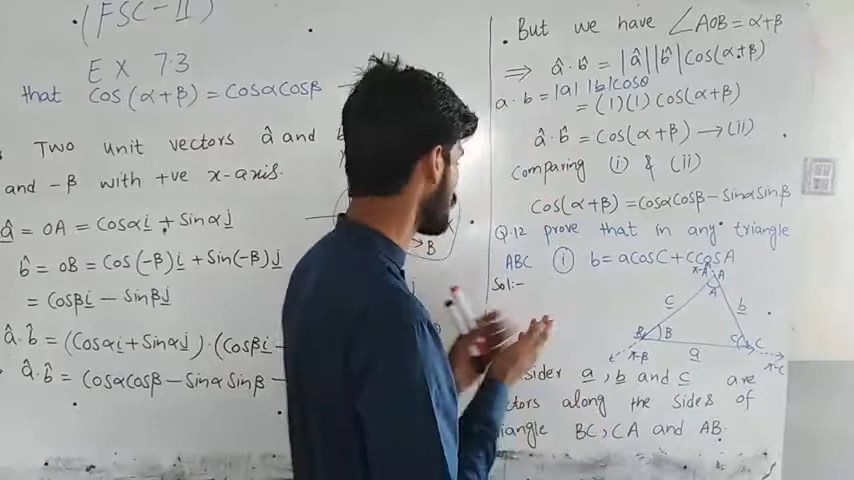 (FSC-II)
EX 7.3
that Cos(α+β) = CosαCosβ
Two unit vectors â and
and -β with +ve x-axis.
â = OA = Cosαi + Sinαj
b̂ = OB = Cos(-β)i + Sin(-β)j
= Cosβi - Sinβj
â.b̂ = (Cosαi + Sinαj).(Cosβi -
â.b̂ = CosαCosβ - SinαSinβ
B
But we have ∠AOB = α+β
⇒ â.b̂ = |â||b̂|Cos(α+β)
a.b = |a||b|cosθ
= (1)(1) Cos(α+β)
â.b̂ = Cos(α+β) → (ii)
Comparing (i) & (ii)
Cos(α+β) = CosαCosβ - SinαSinβ
Q.12 prove that in any triangle
ABC (i) b = aCosC + cCosA
Sol:-
π-A A
A
c b
B B C C
π-B a π-C
a, b and c are
along the sides of
BC, CA and AB.